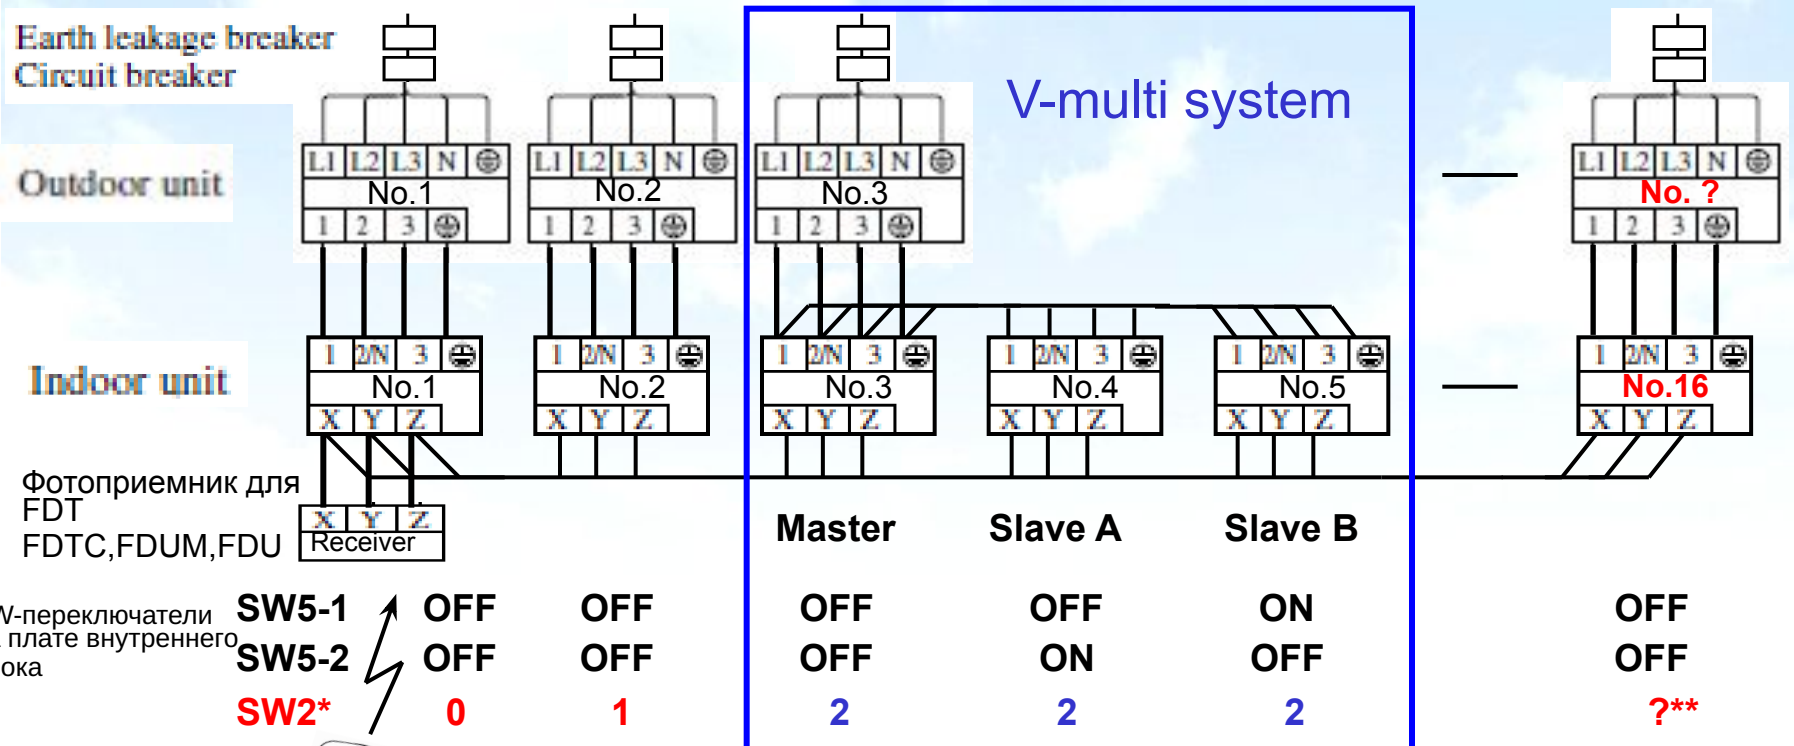 Earth leakage breaker
Circuit breaker
V-multi system
Outdoor unit
L1 L2 L3 N L1 L2 L3 N L1 L2 L3 N L1 L2 L3 N
No.1 No.2 No.3 No. ?
1 2 3 1 2 3 1 2 3 1 2 3
Indoor unit
1 2/N 3 1 2/N 3 1 2/N 3 1 2/N 3 1 2/N 3 1 2/N 3
No.1 No.2 No.3 No.4 No.5 No.16
X Y Z X Y Z X Y Z X Y Z X Y Z X Y Z
Фотоприемник для
FDT
FDTC,FDUM,FDU
X Y Z
Receiver
Master Slave A Slave B
W-переключатели
плате внутреннего
ока
SW5-1 OFF OFF OFF OFF ON OFF
SW5-2 OFF OFF OFF ON OFF OFF
SW2* 0 1 2 2 2 ?**